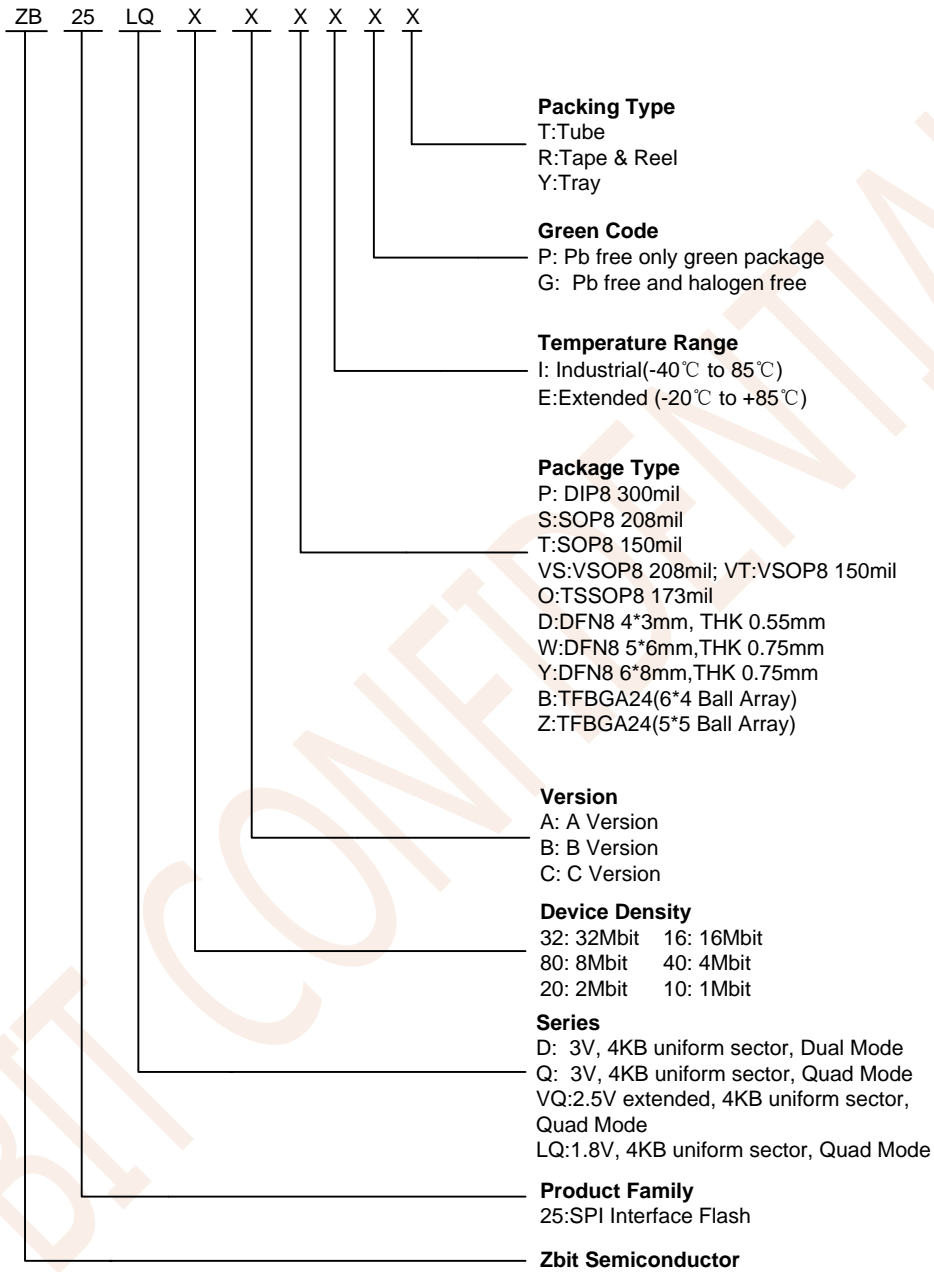 ZB 25 LQ X X X X X X
Packing Type
T:Tube
R:Tape & Reel
Y:Tray
Green Code
P: Pb free only green package
G: Pb free and halogen free
Temperature Range
I: Industrial(-40℃ to 85℃)
E:Extended (-20℃ to +85℃)
Package Type
P: DIP8 300mil
S:SOP8 208mil
T:SOP8 150mil
VS:VSOP8 208mil; VT:VSOP8 150mil
O:TSSOP8 173mil
D:DFN8 4*3mm, THK 0.55mm
W:DFN8 5*6mm,THK 0.75mm
Y:DFN8 6*8mm,THK 0.75mm
B:TFBGA24(6*4 Ball Array)
Z:TFBGA24(5*5 Ball Array)
Version
A: A Version
B: B Version
C: C Version
Device Density
32: 32Mbit 16: 16Mbit
80: 8Mbit 40: 4Mbit
20: 2Mbit 10: 1Mbit
Series
D: 3V, 4KB uniform sector, Dual Mode
Q: 3V, 4KB uniform sector, Quad Mode
VQ:2.5V extended, 4KB uniform sector,
Quad Mode
LQ:1.8V, 4KB uniform sector, Quad Mode
Product Family
25:SPI Interface Flash
Zbit Semiconductor
BIT CONFIDENTIAL